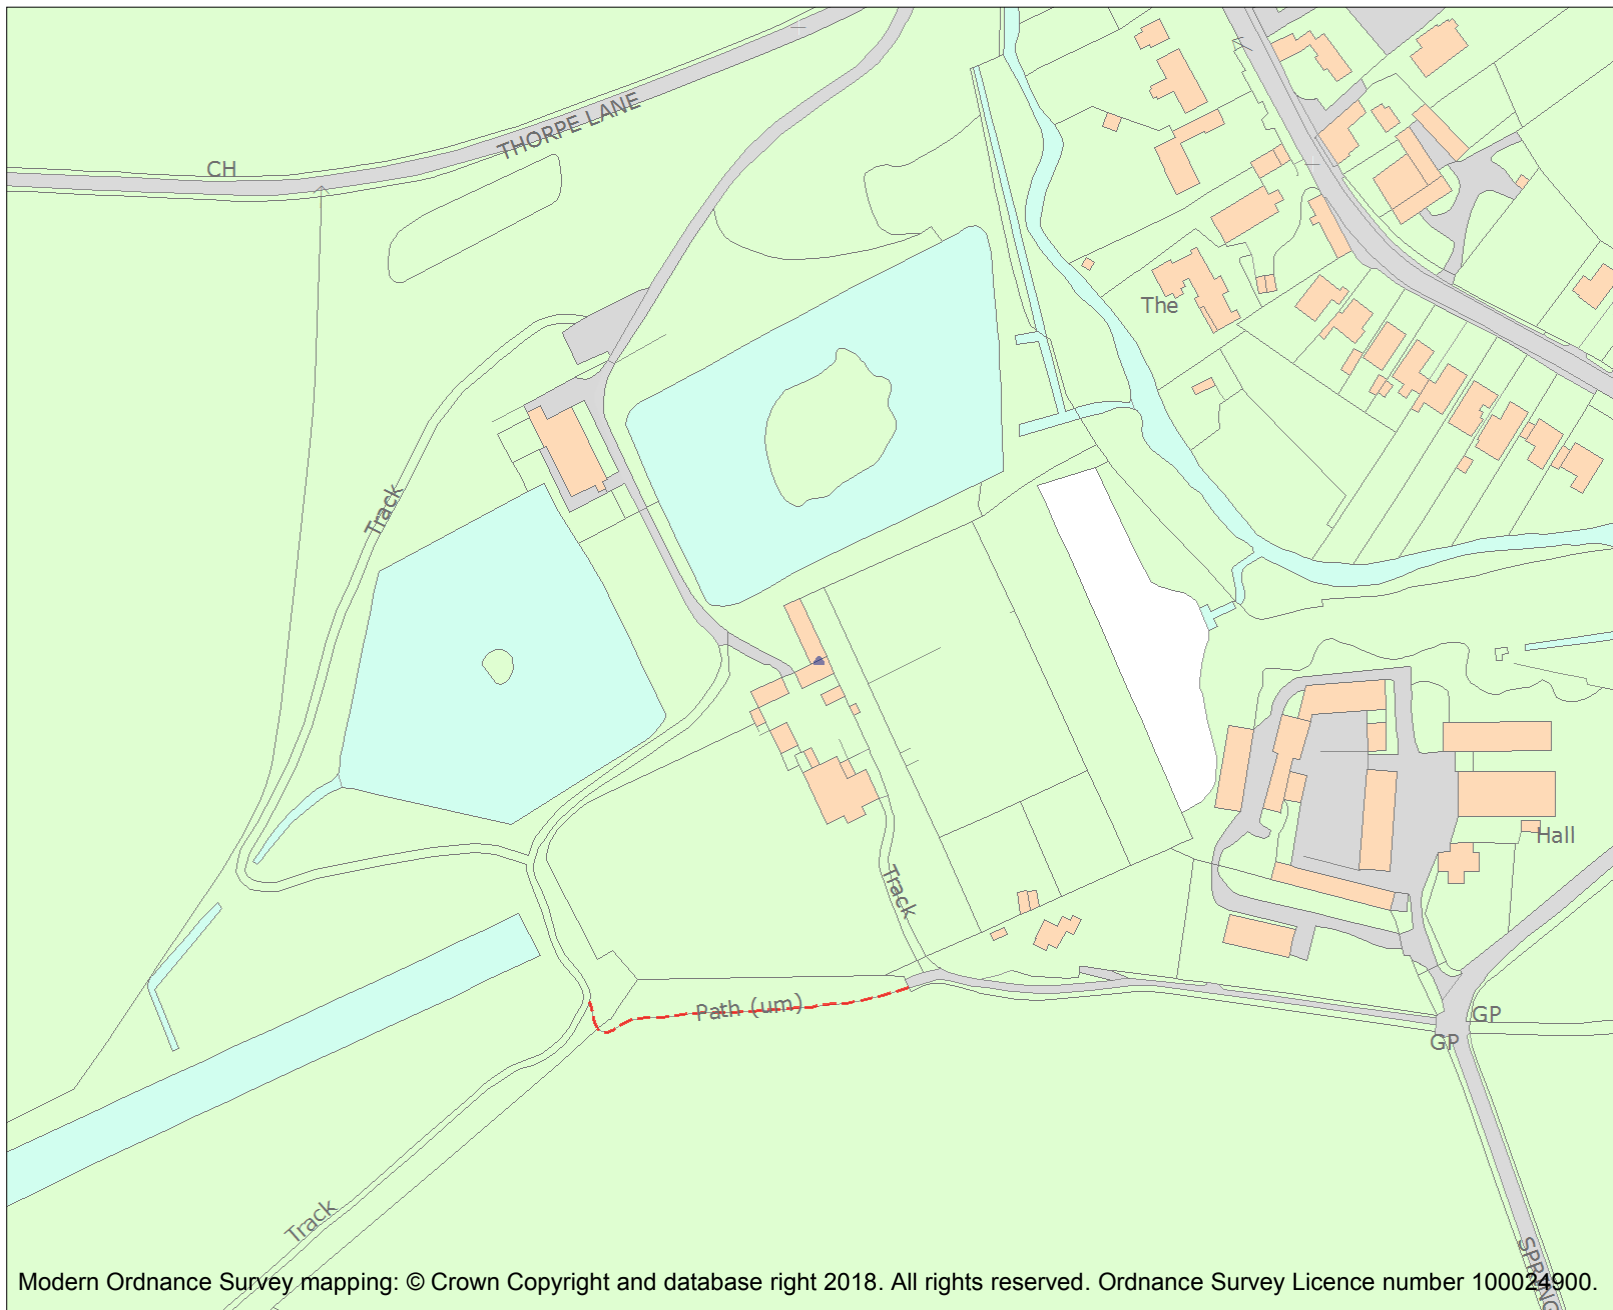 THORPE LANE
CH
The
Track
Hall
Track
Path (um)
GP
GP
Track
SPRING
Modern Ordnance Survey mapping: © Crown Copyright and database right 2018. All rights reserved. Ordnance Survey Licence number 100024900.